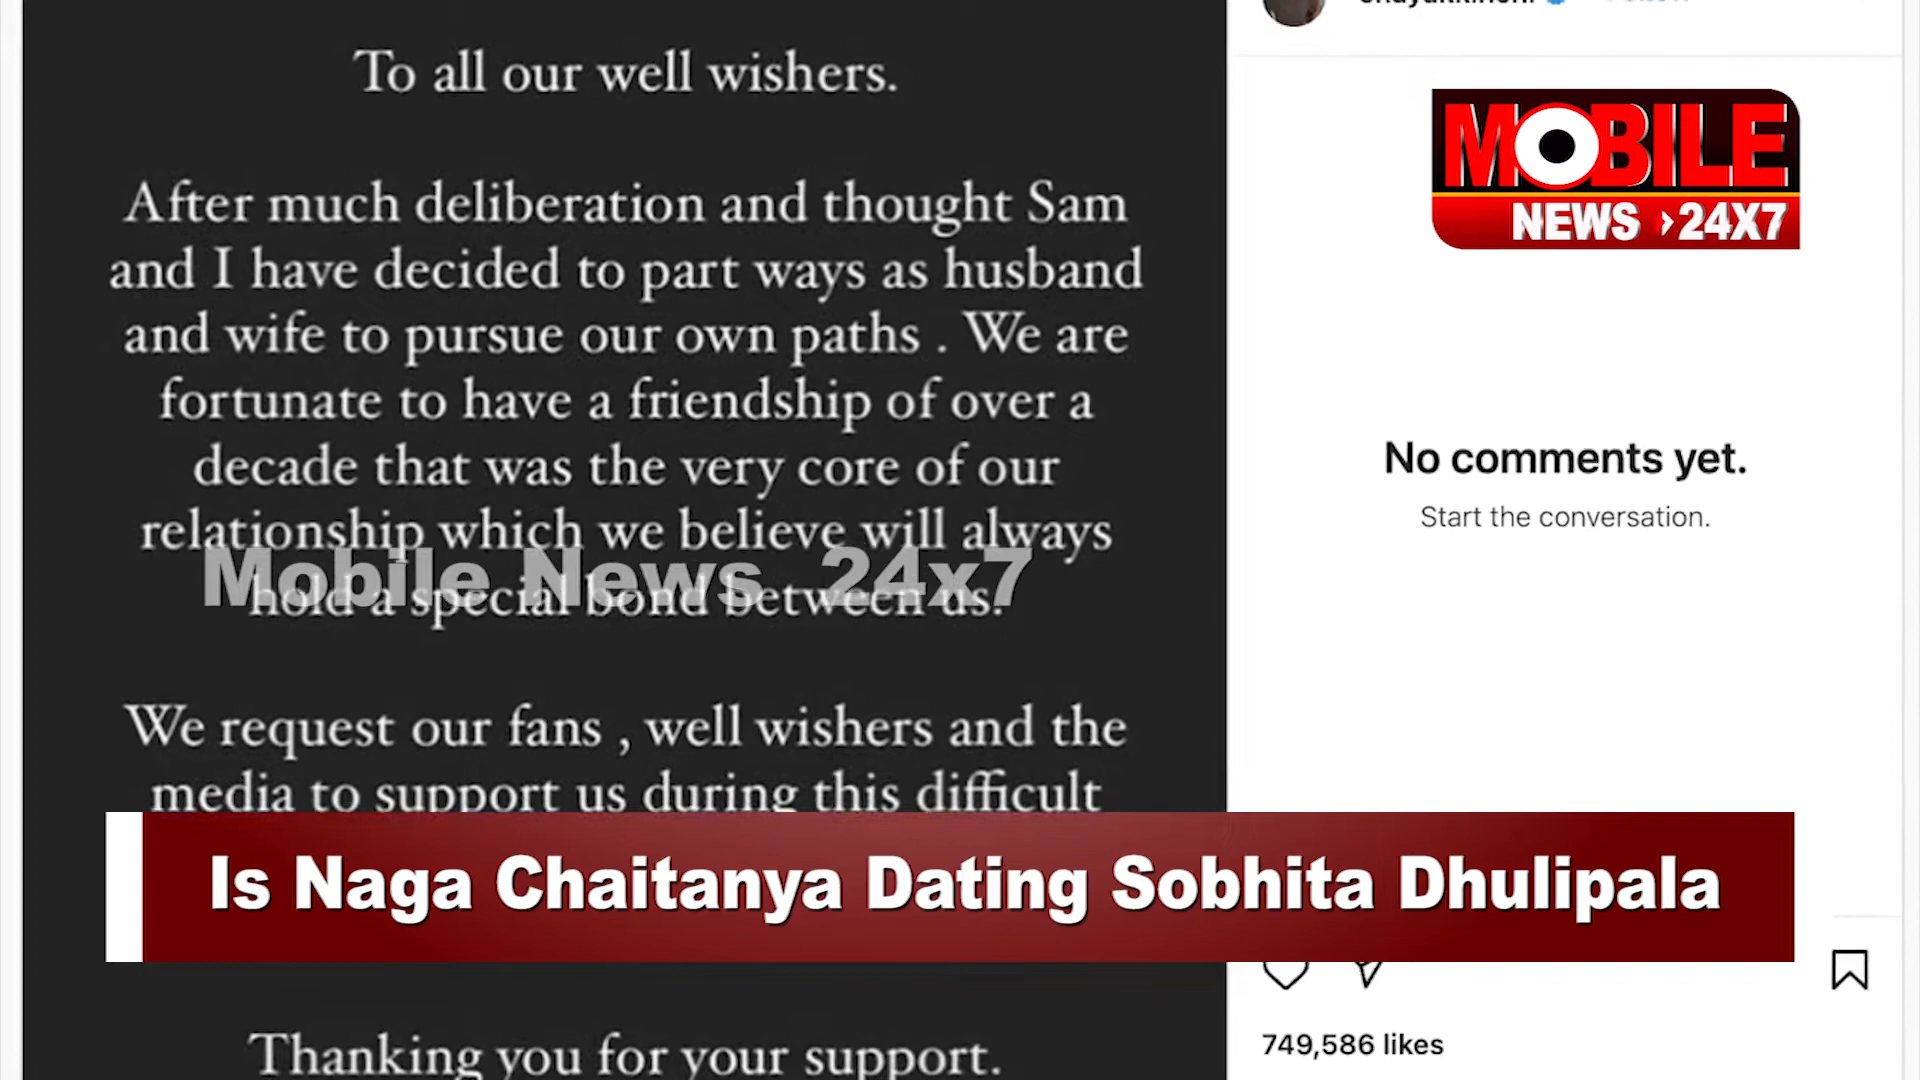 To all our well wishers.
After much deliberation and thought Sam
and I have decided to part ways as husband
and wife to pursue our own paths . We are
fortunate to have a friendship of over a
decade that was the very core of our
relationship which we believe will always
hold a special bond between us.
Mobile News 24x7
We request our fans , well wishers and the
media to support us during this difficult
Thanking you for your support.
MOBILE
NEWS 24X7
No comments yet.
Start the conversation.
Is Naga Chaitanya Dating Sobhita Dhulipala
749,586 likes